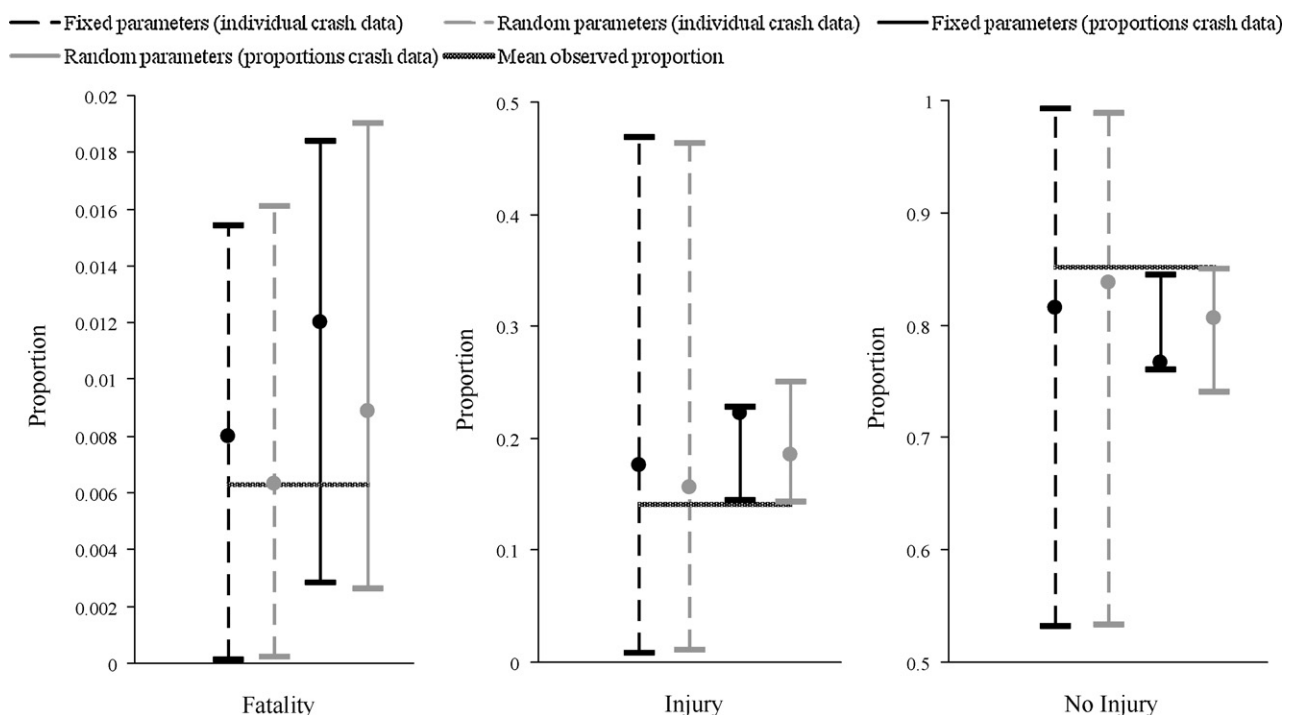 Fixed parameters (individual crash data) Random parameters (individual crash data) Fixed parameters (proportions crash data)
Random parameters (proportions crash data) Mean observed proportion
Proportion
0.02
0.018
0.016
0.014
0.012
0.01
0.008
0.006
0.004
0.002
0
Fatality
Proportion
0.5
0.4
0.3
0.2
0.1
0
Injury
Proportion
1
0.9
0.8
0.7
0.6
0.5
No Injury